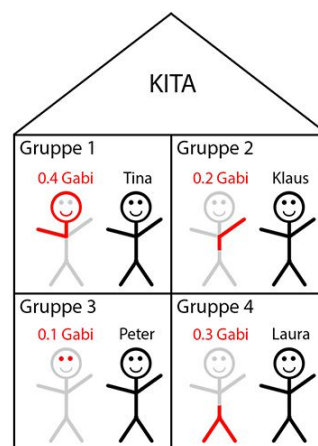 KITA
Gruppe 1
0.4 Gabi Tina
Gruppe 2
0.2 Gabi Klaus
Gruppe 3
0.1 Gabi Peter
Gruppe 4
0.3 Gabi Laura